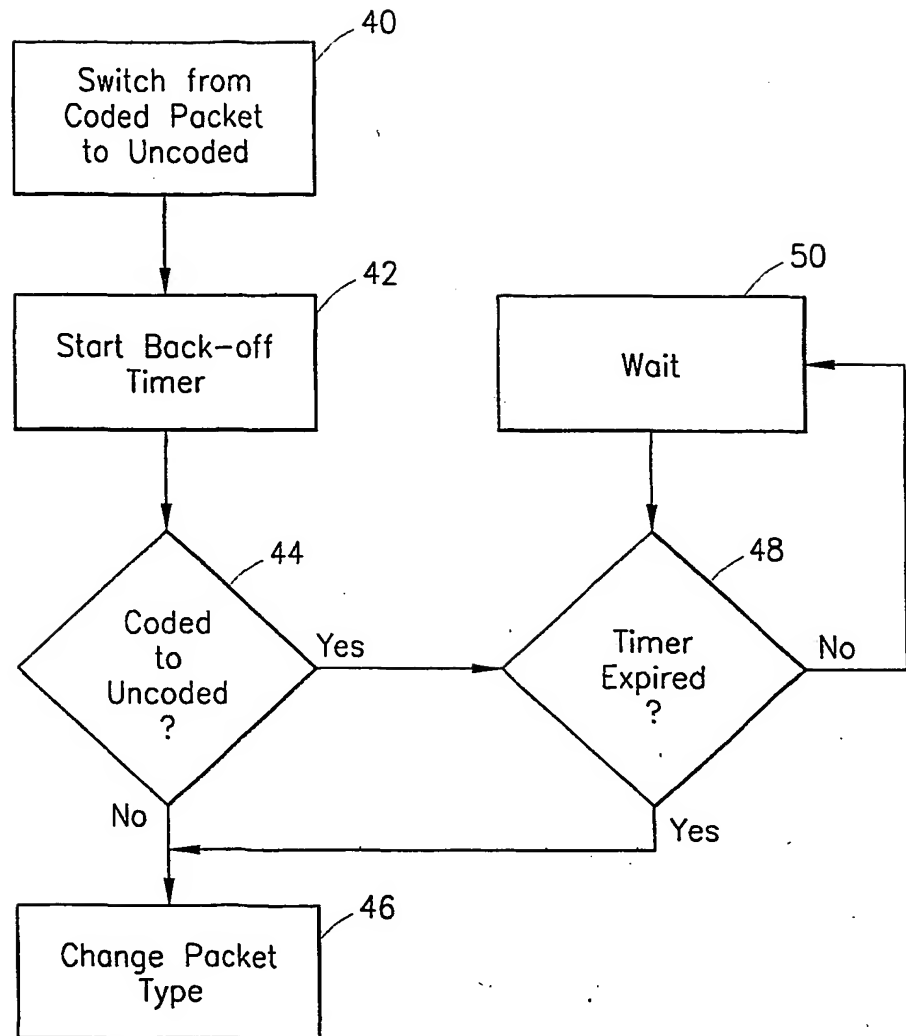 40
Switch from
Coded Packet
to Uncoded
42
Start Back-off
Timer
50
Wait
44
Coded
to
Uncoded
?
Yes
No
48
Timer
Expired
?
No
Yes
46
Change Packet
Type